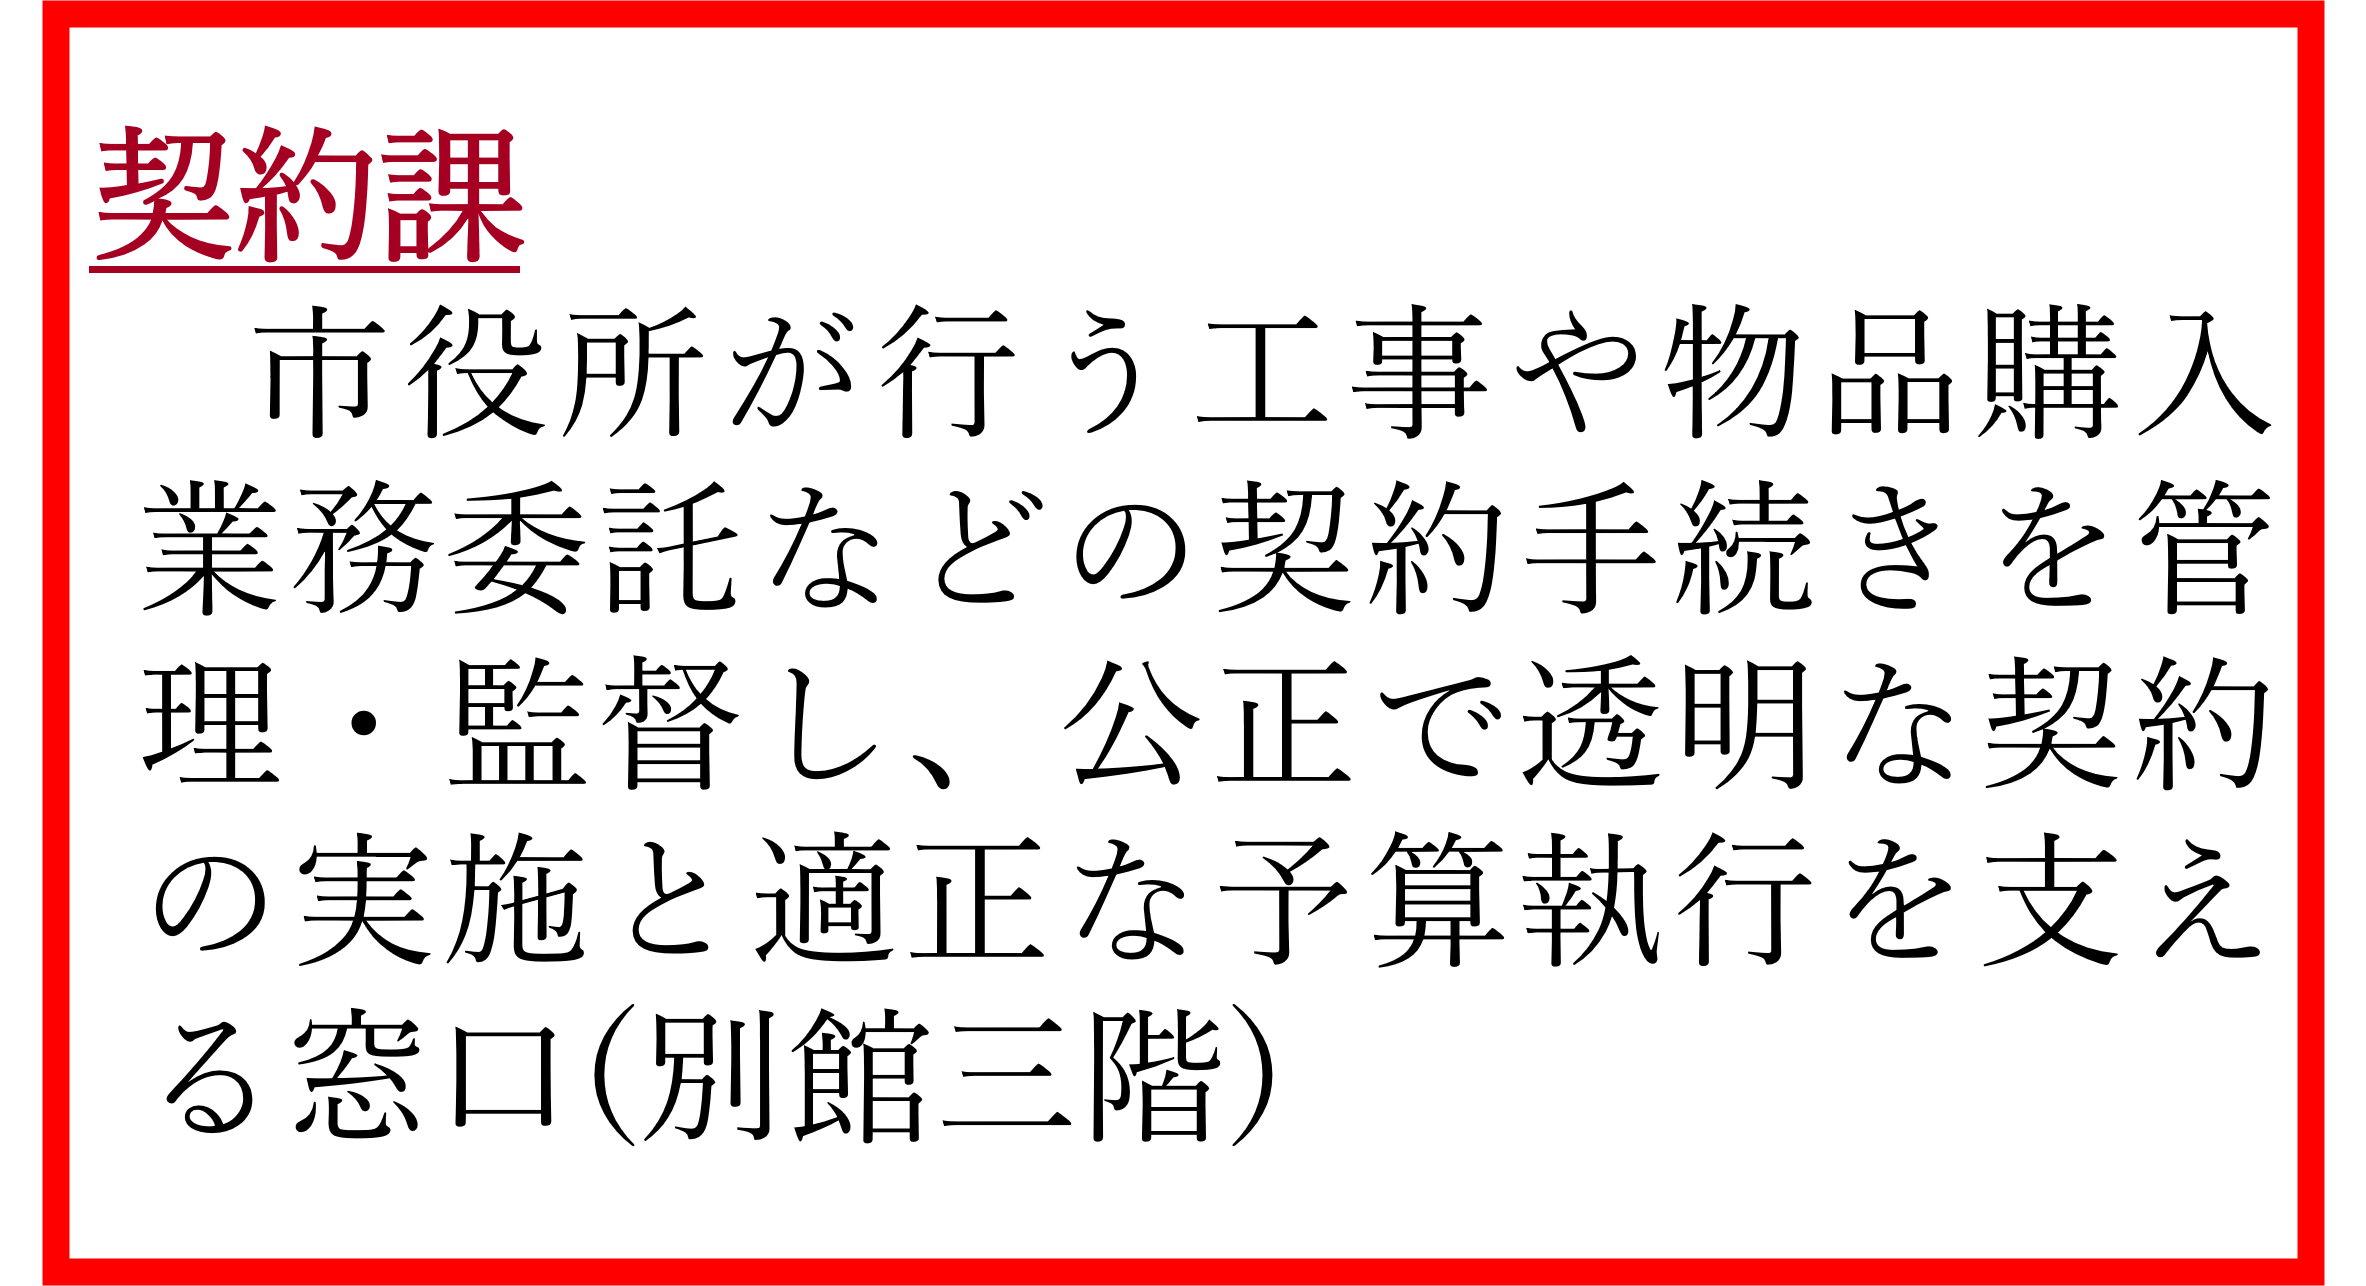 契約課
市役所が行う工事や物品購入
業務委託などの契約手続きを管
理・監督し、公正で透明な契約
の実施と適正な予算執行を支え
る窓口(別館三階)